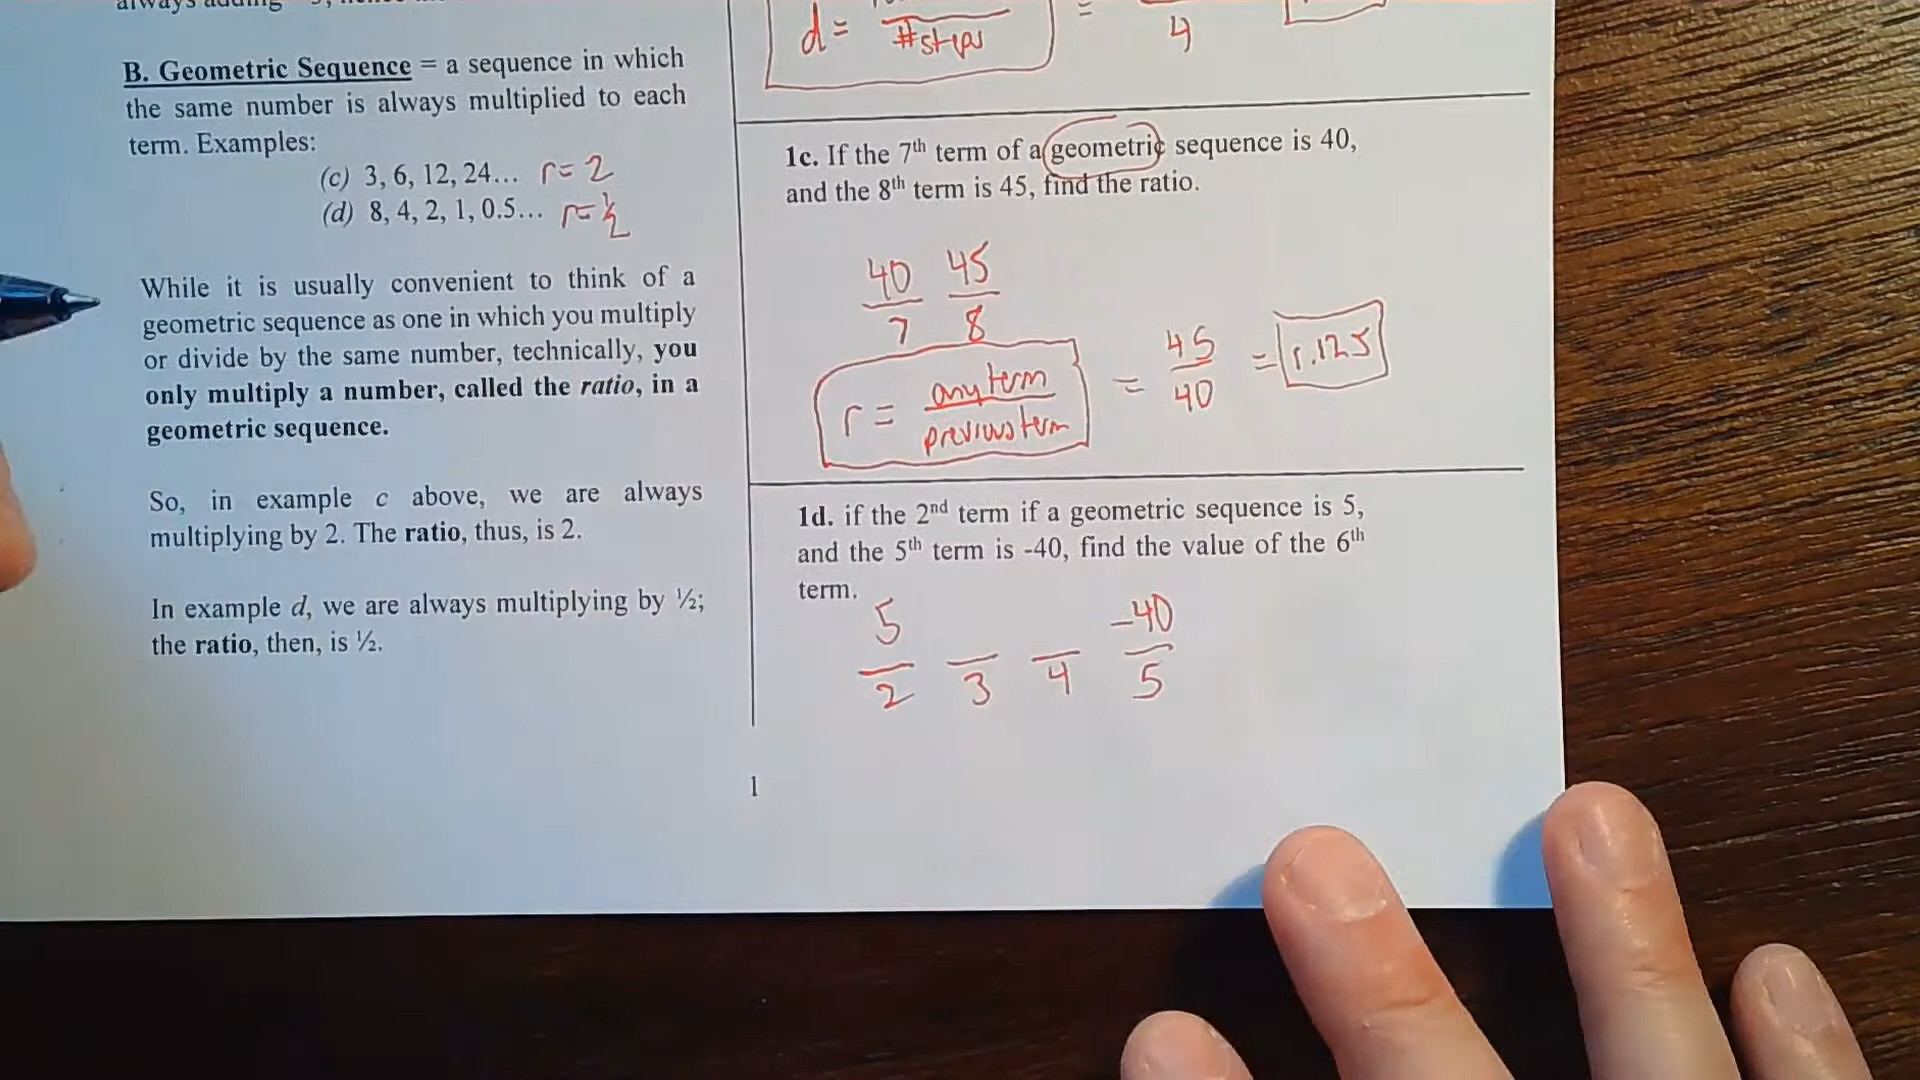 always adding
B. Geometric Sequence = a sequence in which
the same number is always multiplied to each
term. Examples:
(c) 3, 6, 12, 24... r=2
(d) 8, 4, 2, 1, 0.5... r=½
While it is usually convenient to think of a
geometric sequence as one in which you multiply
or divide by the same number, technically, you
only multiply a number, called the ratio, in a
geometric sequence.
So, in example c above, we are always
multiplying by 2. The ratio, thus, is 2.
In example d, we are always multiplying by ½;
the ratio, then, is ½.
d= =
#steps 4
1c. If the 7th term of a geometric sequence is 40,
and the 8th term is 45, find the ratio.
40 45
7 8
r = any term / previous term = 45/40 = 1.125
1d. if the 2nd term if a geometric sequence is 5,
and the 5th term is -40, find the value of the 6th
term.
5 -40
2 3 4 5
1